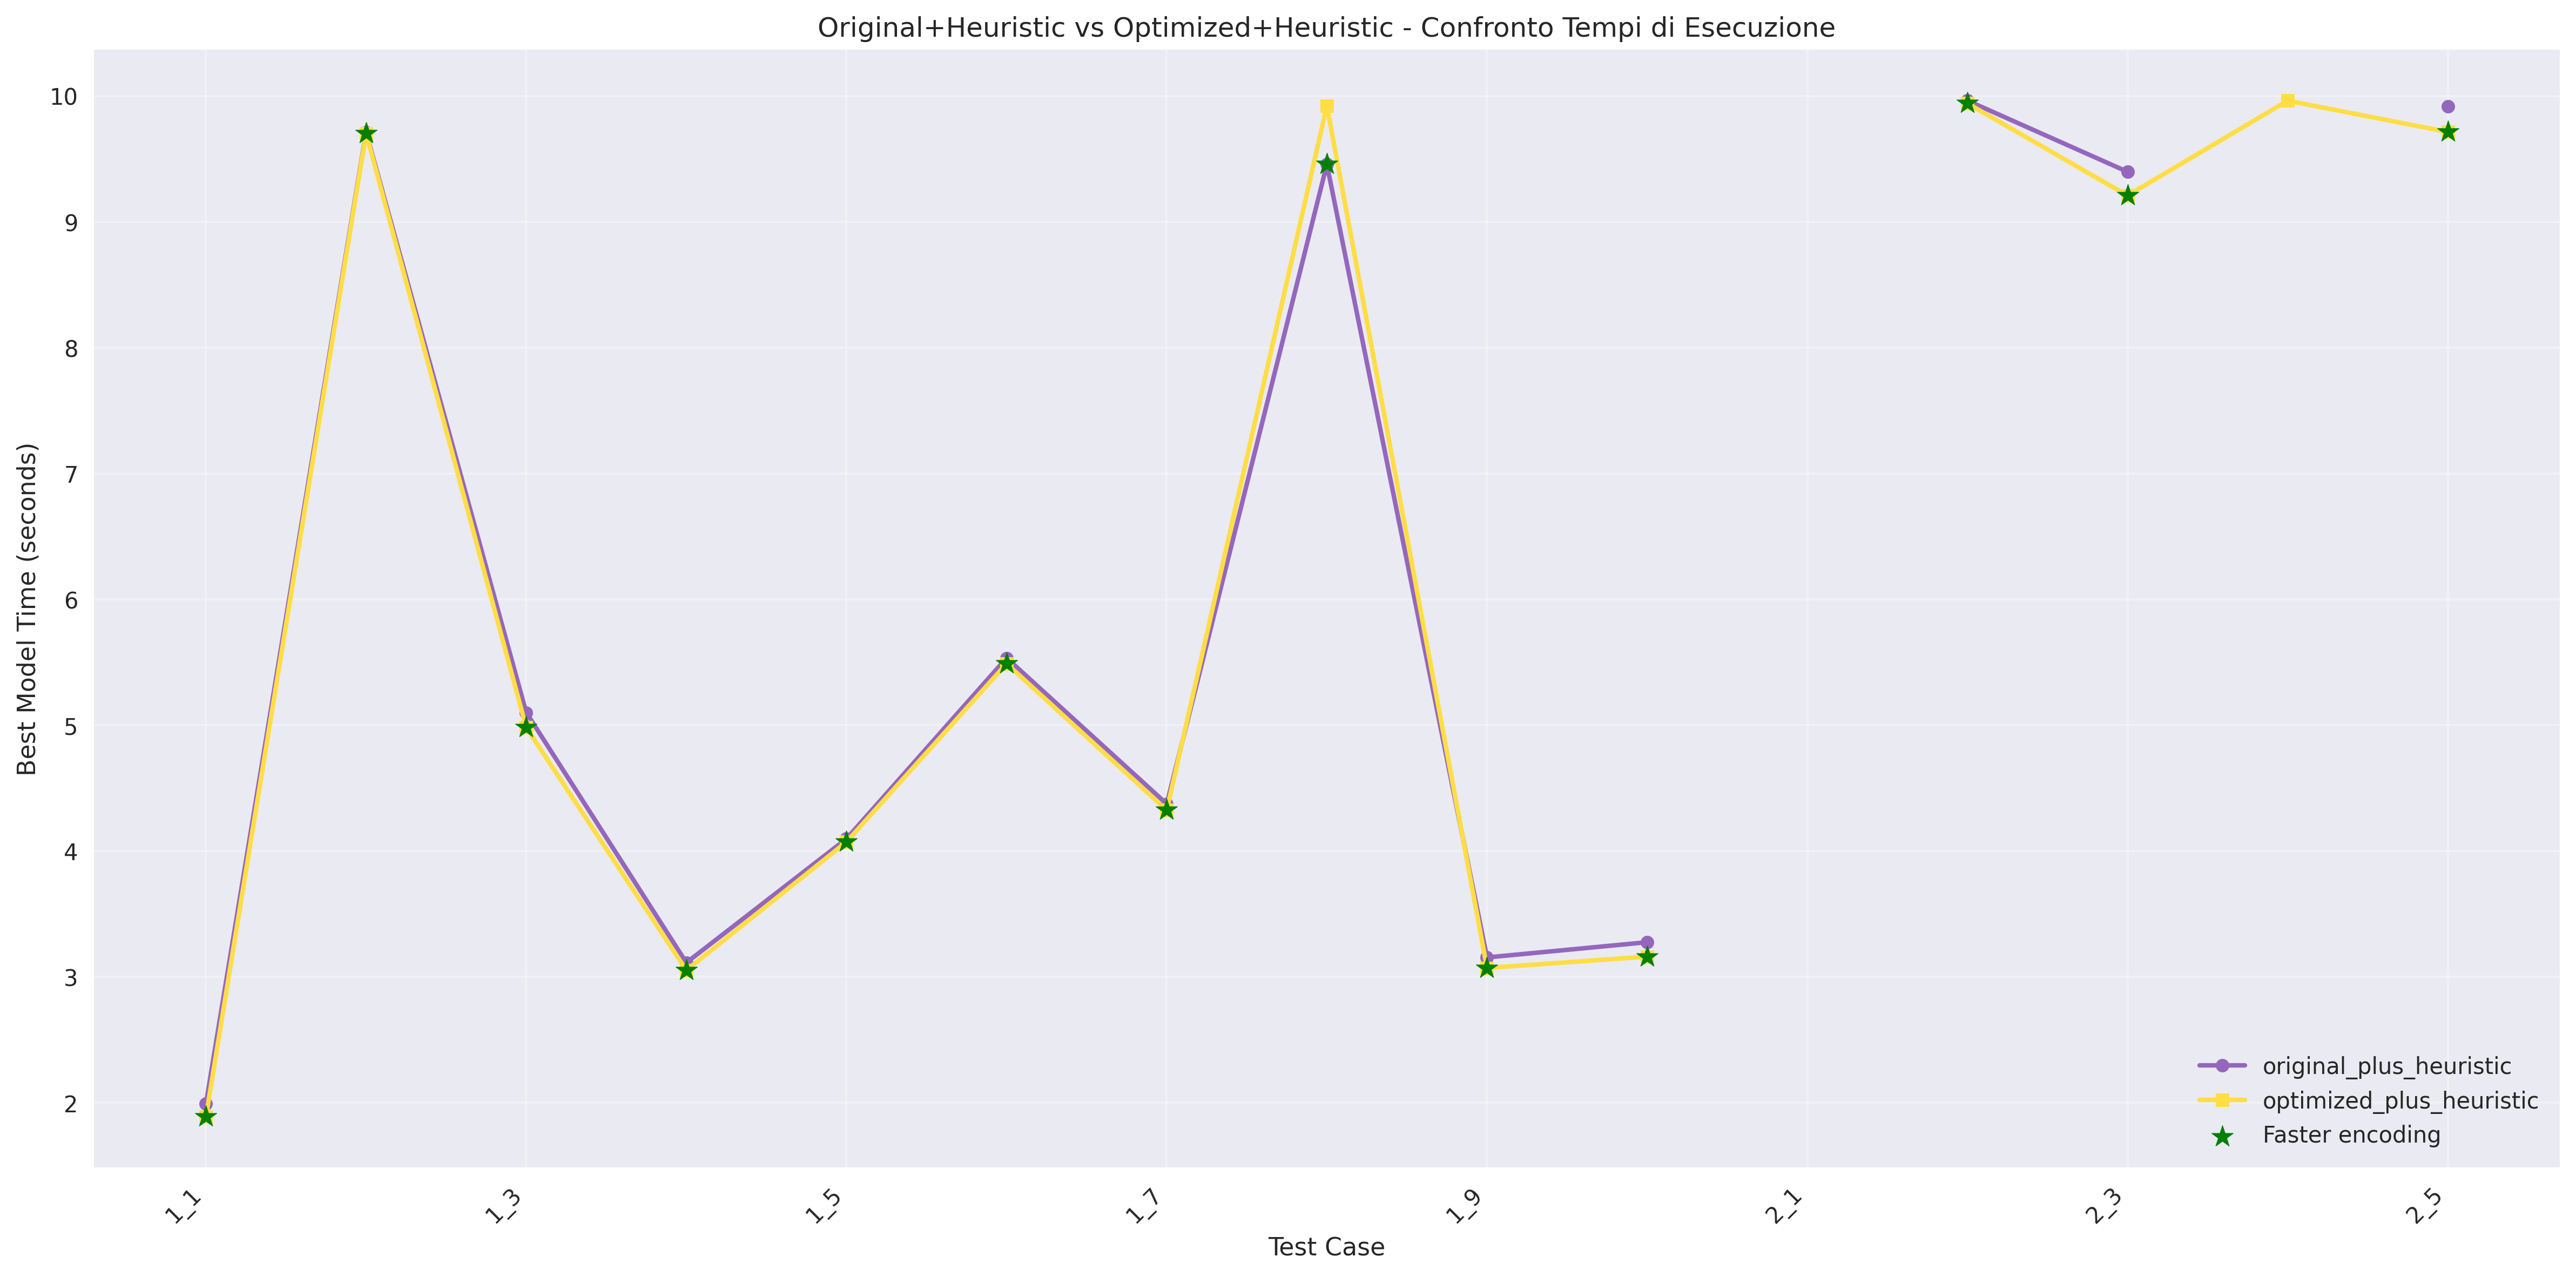 Original+Heuristic vs Optimized+Heuristic - Confronto Tempi di Esecuzione
Best Model Time (seconds)
10
9
8
7
6
5
4
3
2
original_plus_heuristic
optimized_plus_heuristic
Faster encoding
1_1
1_3
1_5
1_7
1_9
2_1
2_3
2_5
Test Case